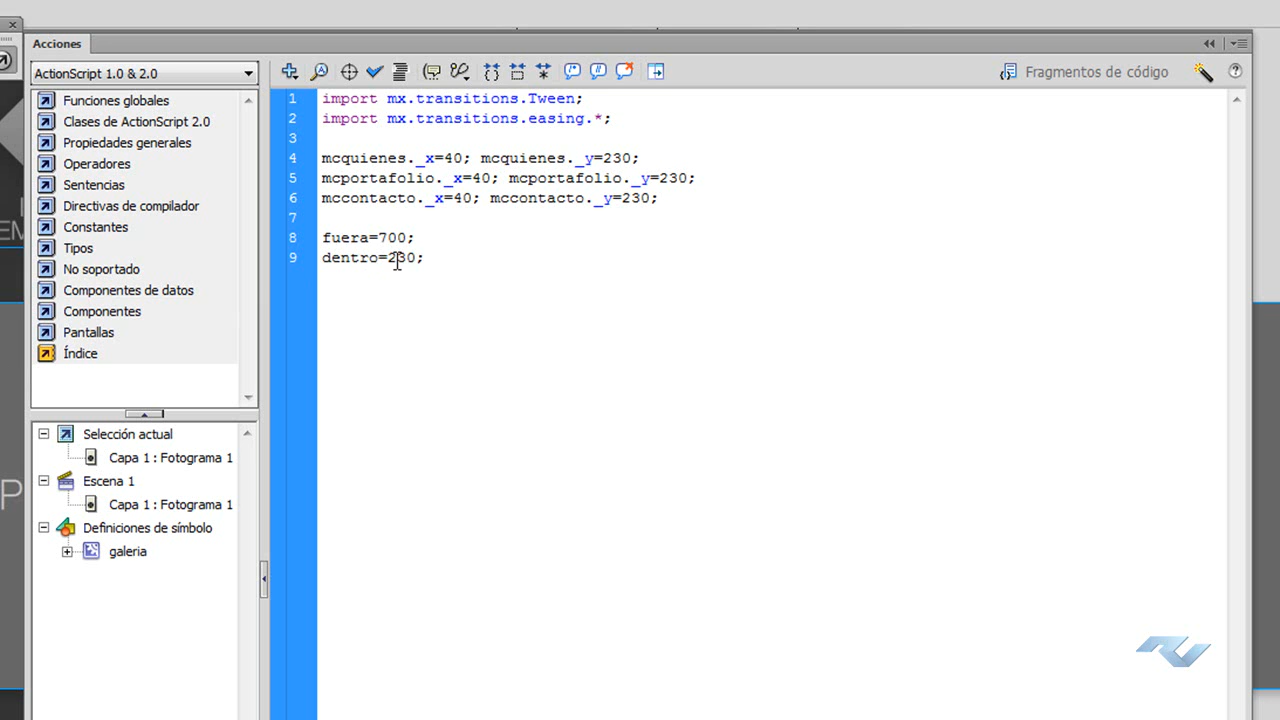 Acciones
ActionScript 1.0 & 2.0
Fragmentos de código
Funciones globales
Clases de ActionScript 2.0
Propiedades generales
Operadores
Sentencias
Directivas de compilador
Constantes
Tipos
No soportado
Componentes de datos
Componentes
Pantallas
Índice
Selección actual
Capa 1 : Fotograma 1
Escena 1
Capa 1 : Fotograma 1
Definiciones de símbolo
galeria
1 import mx.transitions.Tween;
2 import mx.transitions.easing.*;
3
4 mcquienes._x=40; mcquienes._y=230;
5 mcportafolio._x=40; mcportafolio._y=230;
6 mccontacto._x=40; mccontacto._y=230;
7
8 fuera=700;
9 dentro=230;